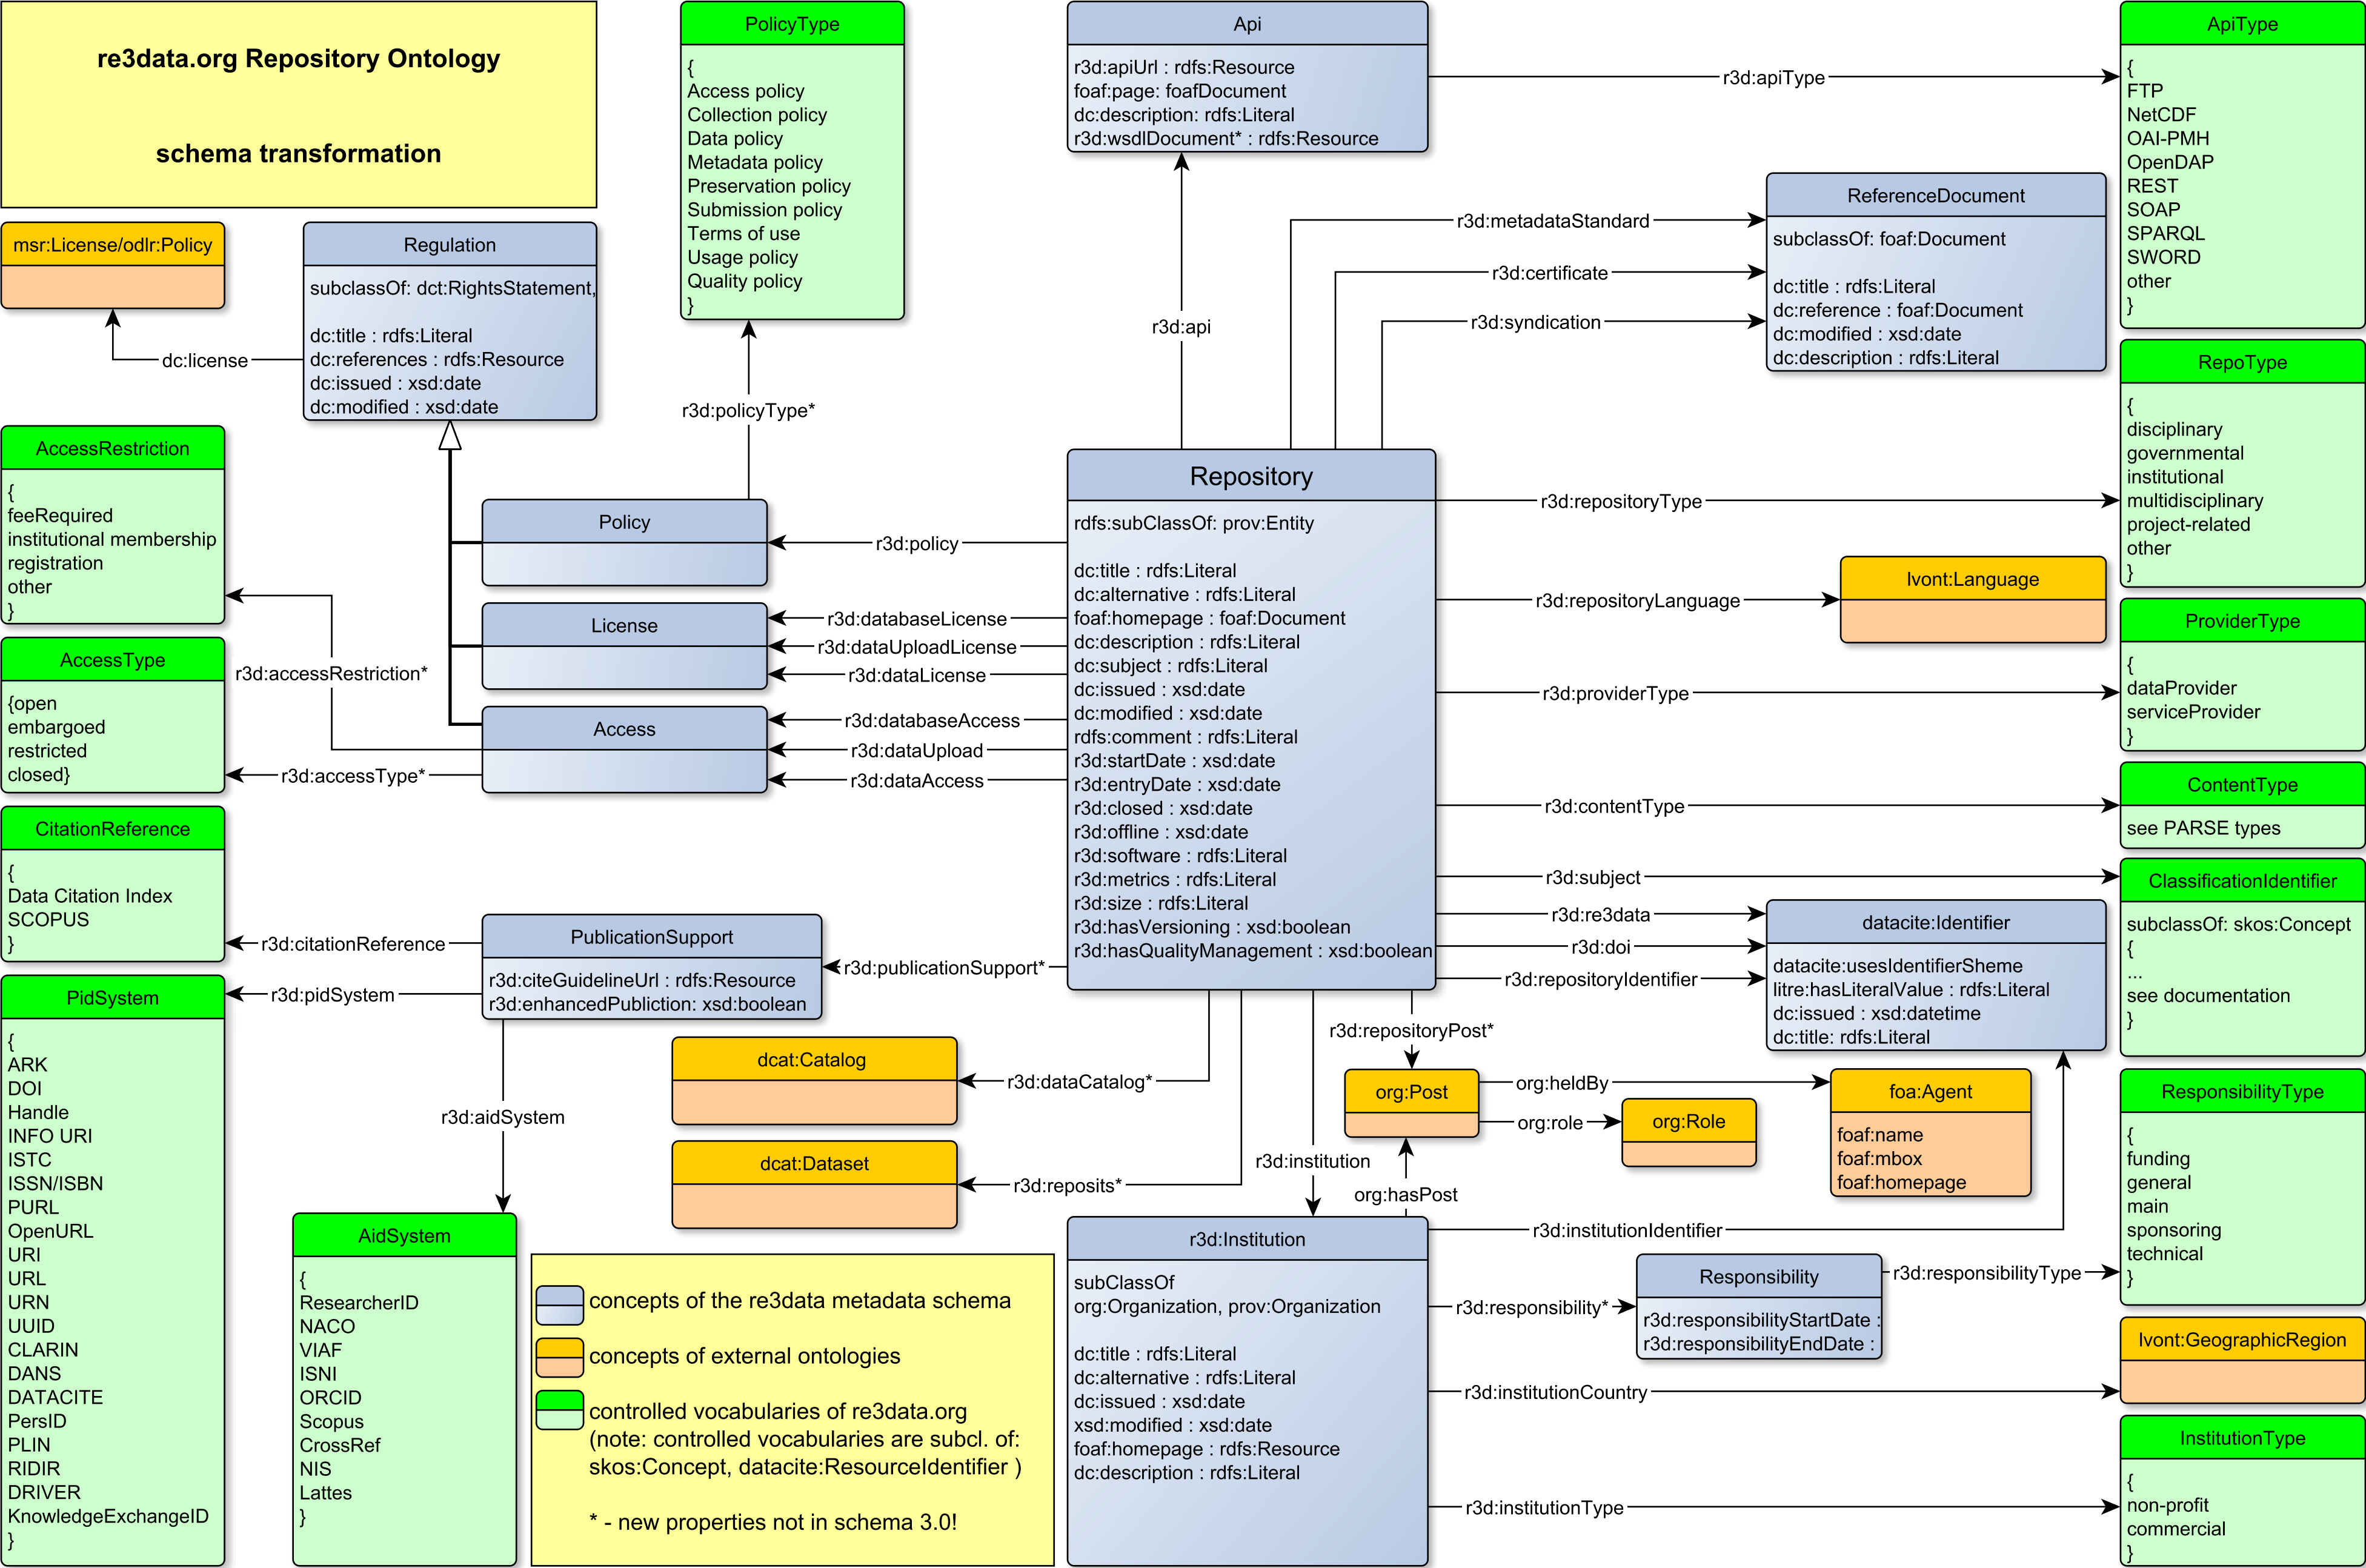 re3data.org Repository Ontology
schema transformation
PolicyType
{
Access policy
Collection policy
Data policy
Metadata policy
Preservation policy
Submission policy
Terms of use
Usage policy
Quality policy
}
Api
r3d:apiUrl : rdfs:Resource
foaf:page: foafDocument
dc:description: rdfs:Literal
r3d:wsdlDocument* : rdfs:Resource
r3d:apiType
ApiType
{
FTP
NetCDF
OAI-PMH
OpenDAP
REST
SOAP
SPARQL
SWORD
other
}
msr:License/odlr:Policy
dc:license
Regulation
subclassOf: dct:RightsStatement,
dc:title : rdfs:Literal
dc:references : rdfs:Resource
dc:issued : xsd:date
dc:modified : xsd:date
r3d:policyType*
r3d:api
r3d:metadataStandard
r3d:certificate
r3d:syndication
ReferenceDocument
subclassOf: foaf:Document
dc:title : rdfs:Literal
dc:reference : foaf:Document
dc:modified : xsd:date
dc:description : rdfs:Literal
RepoType
{
disciplinary
governmental
institutional
multidisciplinary
project-related
other
}
AccessRestriction
{
feeRequired
institutional membership
registration
other
}
AccessType
{open
embargoed
restricted
closed}
r3d:accessRestriction*
r3d:accessType*
Policy
License
Access
r3d:policy
r3d:databaseLicense
r3d:dataUploadLicense
r3d:dataLicense
r3d:databaseAccess
r3d:dataUpload
r3d:dataAccess
Repository
rdfs:subClassOf: prov:Entity
dc:title : rdfs:Literal
dc:alternative : rdfs:Literal
foaf:homepage : foaf:Document
dc:description : rdfs:Literal
dc:subject : rdfs:Literal
dc:issued : xsd:date
dc:modified : xsd:date
rdfs:comment : rdfs:Literal
r3d:startDate : xsd:date
r3d:entryDate : xsd:date
r3d:closed : xsd:date
r3d:offline : xsd:date
r3d:software : rdfs:Literal
r3d:metrics : rdfs:Literal
r3d:size : rdfs:Literal
r3d:hasVersioning : xsd:boolean
r3d:hasQualityManagement : xsd:boolean
r3d:repositoryType
r3d:repositoryLanguage
lvont:Language
r3d:providerType
ProviderType
{
dataProvider
serviceProvider
}
r3d:contentType
ContentType
see PARSE types
r3d:subject
ClassificationIdentifier
subclassOf: skos:Concept
{
...
see documentation
}
r3d:re3data
r3d:doi
r3d:repositoryIdentifier
datacite:Identifier
datacite:usesIdentifierSheme
litre:hasLiteralValue : rdfs:Literal
dc:issued : xsd:datetime
dc:title: rdfs:Literal
CitationReference
{
Data Citation Index
SCOPUS
}
r3d:citationReference
r3d:pidSystem
PublicationSupport
r3d:citeGuidelineUrl : rdfs:Resource
r3d:enhancedPubliction: xsd:boolean
r3d:publicationSupport*
PidSystem
{
ARK
DOI
Handle
INFO URI
ISTC
ISSN/ISBN
PURL
OpenURL
URI
URL
URN
UUID
CLARIN
DANS
DATACITE
PersID
PLIN
RIDIR
DRIVER
KnowledgeExchangeID
}
r3d:aidSystem
AidSystem
{
ResearcherID
NACO
VIAF
ISNI
ORCID
Scopus
CrossRef
NIS
Lattes
}
dcat:Catalog
r3d:dataCatalog*
dcat:Dataset
r3d:reposits*
r3d:institution
r3d:repositoryPost*
org:Post
org:heldBy
org:role
org:Role
foa:Agent
foaf:name
foaf:mbox
foaf:homepage
org:hasPost
ResponsibilityType
{
funding
general
main
sponsoring
technical
}
r3d:Institution
subClassOf
org:Organization, prov:Organization
dc:title : rdfs:Literal
dc:alternative : rdfs:Literal
dc:issued : xsd:date
xsd:modified : xsd:date
foaf:homepage : rdfs:Resource
dc:description : rdfs:Literal
r3d:institutionIdentifier
r3d:responsibility*
Responsibility
r3d:responsibilityStartDate :
r3d:responsibilityEndDate :
r3d:responsibilityType
r3d:institutionCountry
lvont:GeographicRegion
r3d:institutionType
InstitutionType
{
non-profit
commercial
}
concepts of the re3data metadata schema
concepts of external ontologies
controlled vocabularies of re3data.org
(note: controlled vocabularies are subcl. of:
skos:Concept, datacite:ResourceIdentifier )
* - new properties not in schema 3.0!